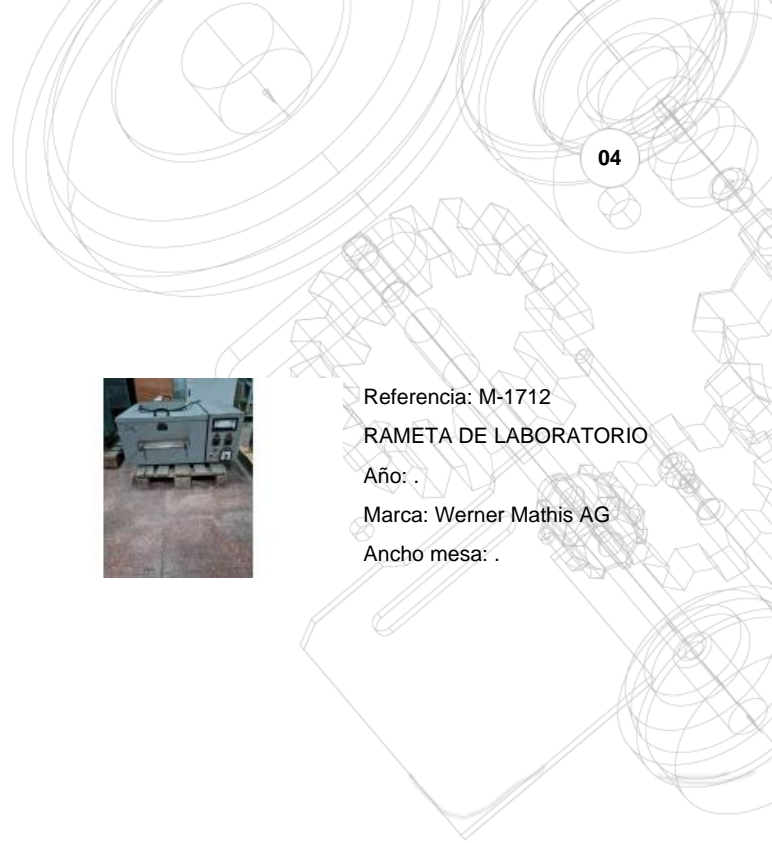 04
Referencia: M-1712
RAMETA DE LABORATORIO
Año: .
Marca: Werner Mathis AG
Ancho mesa: .